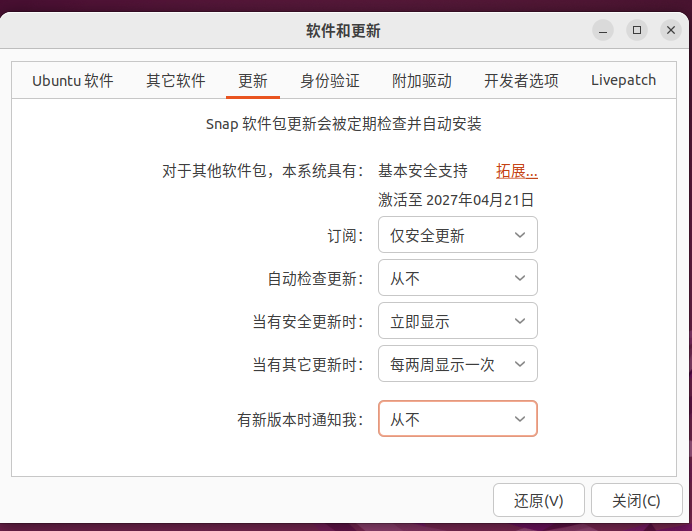 软件和更新
Ubuntu 软件 其它软件 更新 身份验证 附加驱动 开发者选项 Livepatch
Snap 软件包更新会被定期检查并自动安装
对于其他软件包，本系统具有： 基本安全支持 拓展...
激活至 2027年04月21日
订阅： 仅安全更新
自动检查更新： 从不
当有安全更新时： 立即显示
当有其它更新时： 每两周显示一次
有新版本时通知我： 从不
还原(V) 关闭(C)